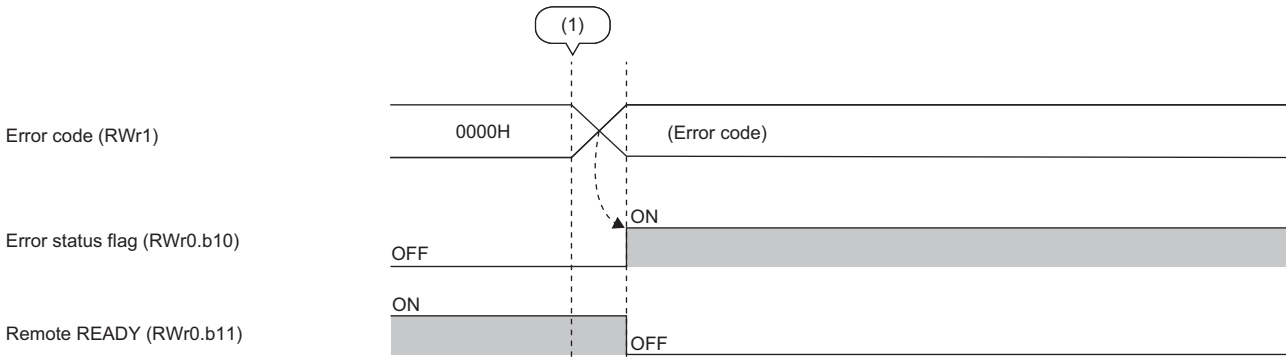 (1)
Error code (RWr1)
0000H
(Error code)
Error status flag (RWr0.b10)
OFF
ON
Remote READY (RWr0.b11)
ON
OFF